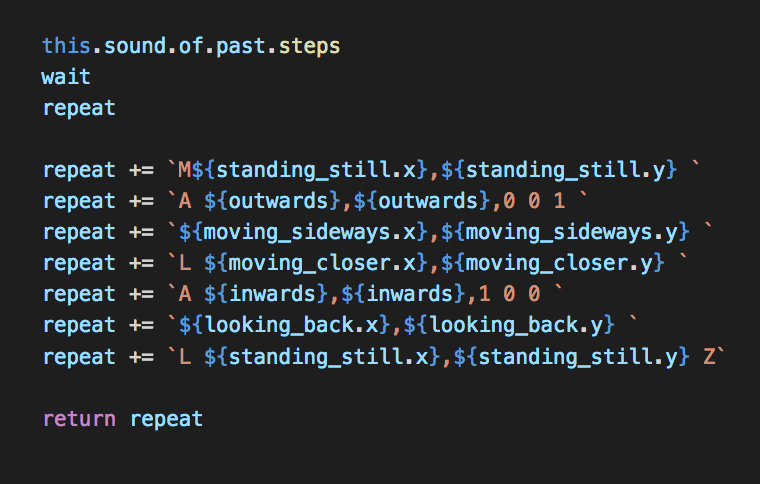 this.sound.of.past.steps
wait
repeat
repeat += `M${standing_still.x},${standing_still.y} `
repeat += `A ${outwards},${outwards},0 0 1 `
repeat += `${moving_sideways.x},${moving_sideways.y} `
repeat += `L ${moving_closer.x},${moving_closer.y} `
repeat += `A ${inwards},${inwards},1 0 0 `
repeat += `${looking_back.x},${looking_back.y} `
repeat += `L ${standing_still.x},${standing_still.y} Z`
return repeat